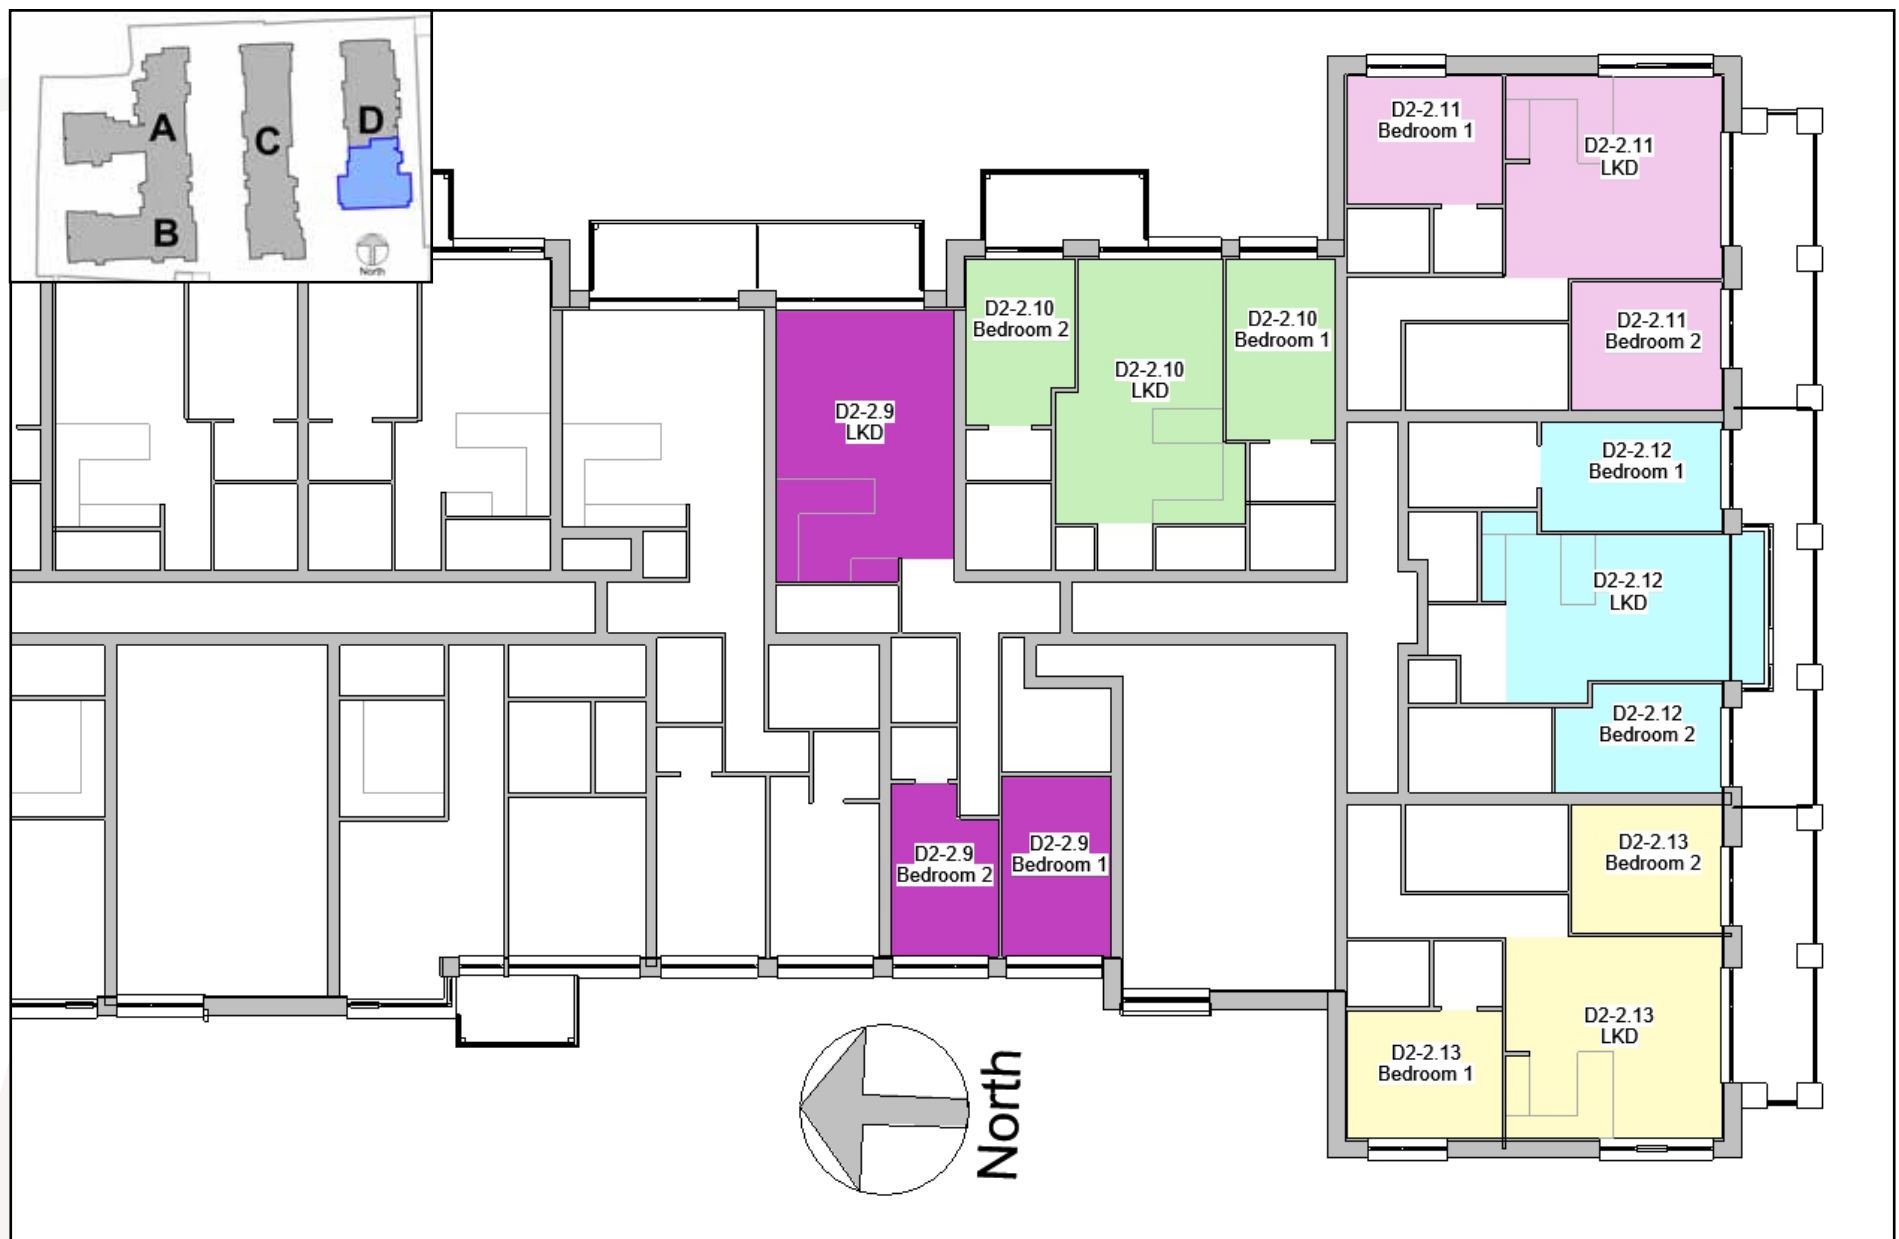 A
B
C
D
North
D2-2.11
Bedroom 1
D2-2.11
LKD
D2-2.11
Bedroom 2
D2-2.10
Bedroom 2
D2-2.10
LKD
D2-2.10
Bedroom 1
D2-2.9
LKD
D2-2.12
Bedroom 1
D2-2.12
LKD
D2-2.12
Bedroom 2
D2-2.9
Bedroom 2
D2-2.9
Bedroom 1
D2-2.13
Bedroom 2
D2-2.13
LKD
D2-2.13
Bedroom 1
North